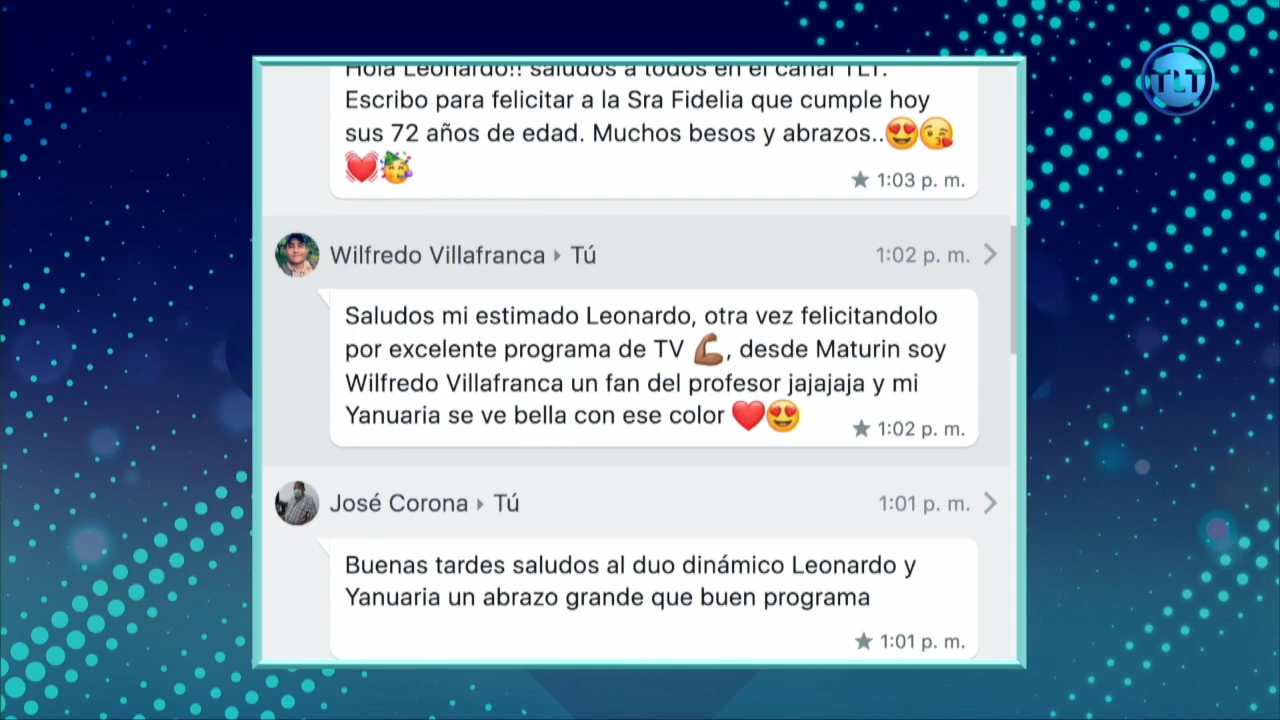 Hola Leonardo!! saludos a todos en el canal TLT.
Escribo para felicitar a la Sra Fidelia que cumple hoy
sus 72 años de edad. Muchos besos y abrazos..😍😘
💓🥳
★ 1:03 p. m.
Wilfredo Villafranca ▸ Tú 1:02 p. m.
Saludos mi estimado Leonardo, otra vez felicitandolo
por excelente programa de TV 💪🏾, desde Maturin soy
Wilfredo Villafranca un fan del profesor jajajaja y mi
Yanuaria se ve bella con ese color ❤️😍
★ 1:02 p. m.
José Corona ▸ Tú 1:01 p. m.
Buenas tardes saludos al duo dinámico Leonardo y
Yanuaria un abrazo grande que buen programa
★ 1:01 p. m.
TLT